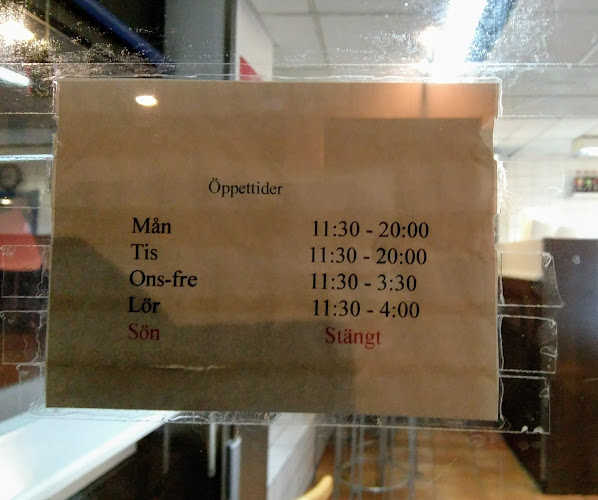 Öppettider
Mån 11:30 - 20:00
Tis 11:30 - 20:00
Ons-fre 11:30 - 3:30
Lör 11:30 - 4:00
Sön Stängt